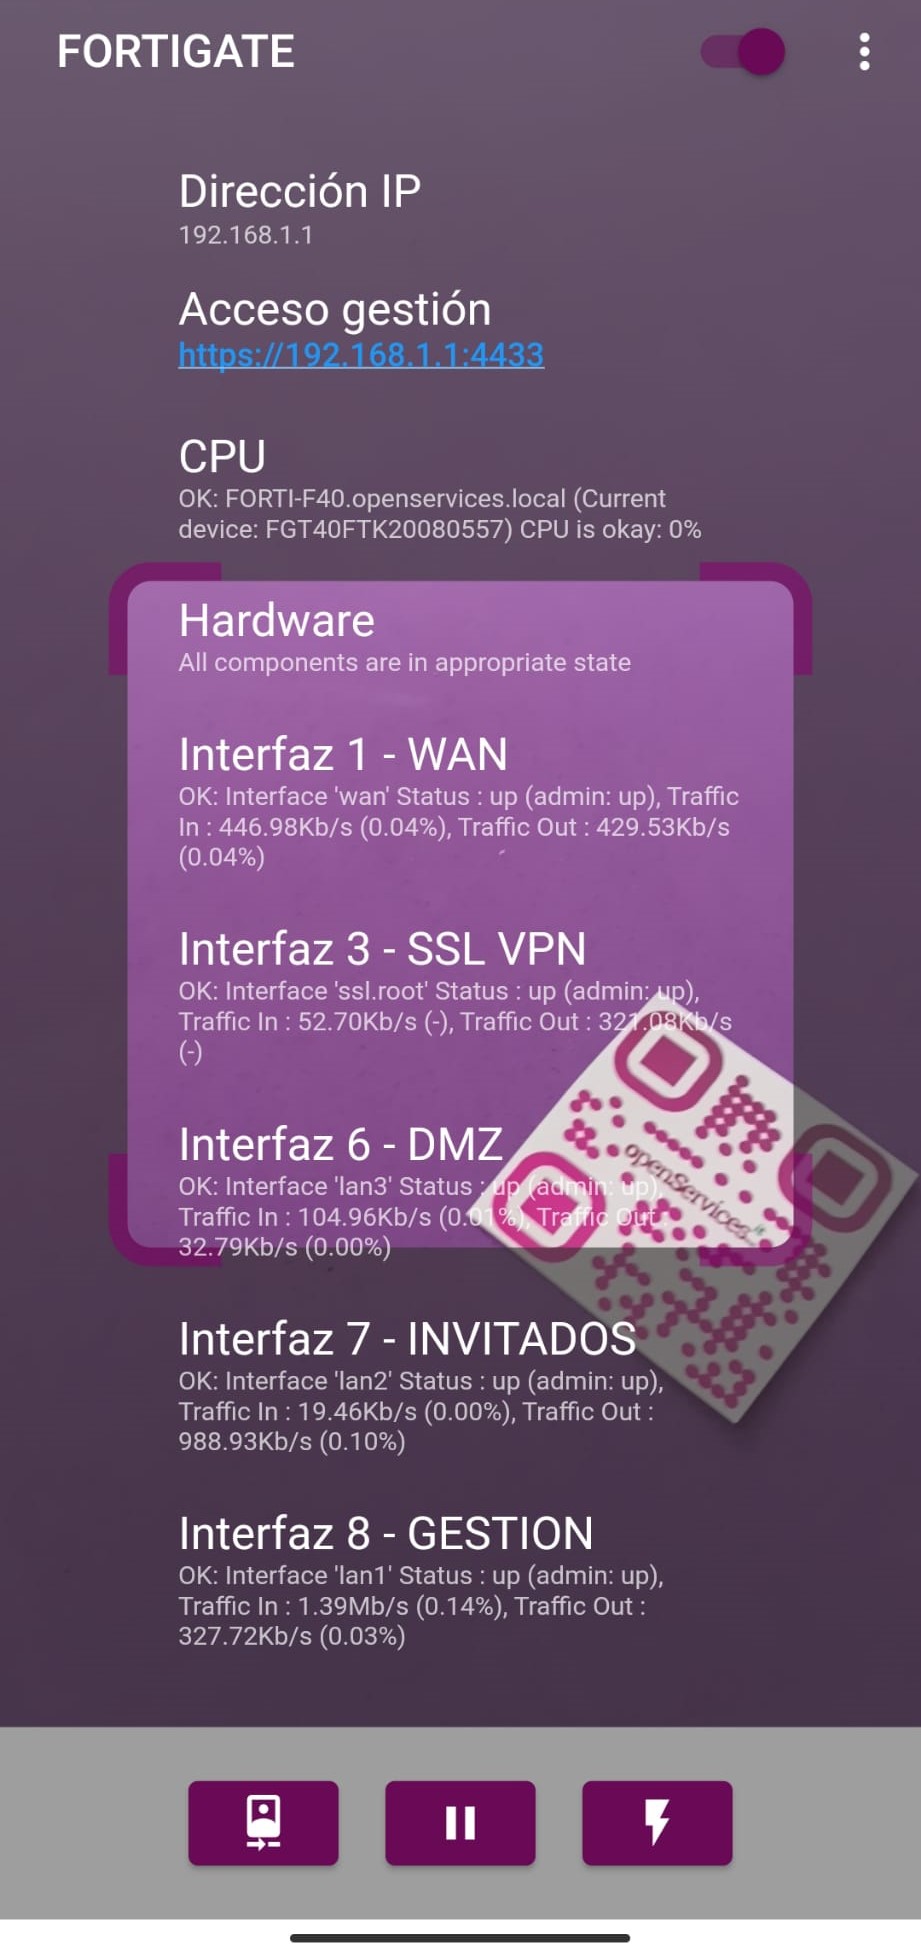 FORTIGATE
Dirección IP
192.168.1.1
Acceso gestión
https://192.168.1.1:4433
CPU
OK: FORTI-F40.openservices.local (Current
device: FGT40FTK20080557) CPU is okay: 0%
Hardware
All components are in appropriate state
Interfaz 1 - WAN
OK: Interface 'wan' Status : up (admin: up), Traffic
In : 446.98Kb/s (0.04%), Traffic Out : 429.53Kb/s
(0.04%)
Interfaz 3 - SSL VPN
OK: Interface 'ssl.root' Status : up (admin: up),
Traffic In : 52.70Kb/s (-), Traffic Out : 321.08Kb/s
(-)
Interfaz 6 - DMZ
OK: Interface 'lan3' Status : up (admin: up),
Traffic In : 104.96Kb/s (0.01%), Traffic Out :
32.79Kb/s (0.00%)
openServices
Interfaz 7 - INVITADOS
OK: Interface 'lan2' Status : up (admin: up),
Traffic In : 19.46Kb/s (0.00%), Traffic Out :
988.93Kb/s (0.10%)
Interfaz 8 - GESTION
OK: Interface 'lan1' Status : up (admin: up),
Traffic In : 1.39Mb/s (0.14%), Traffic Out :
327.72Kb/s (0.03%)